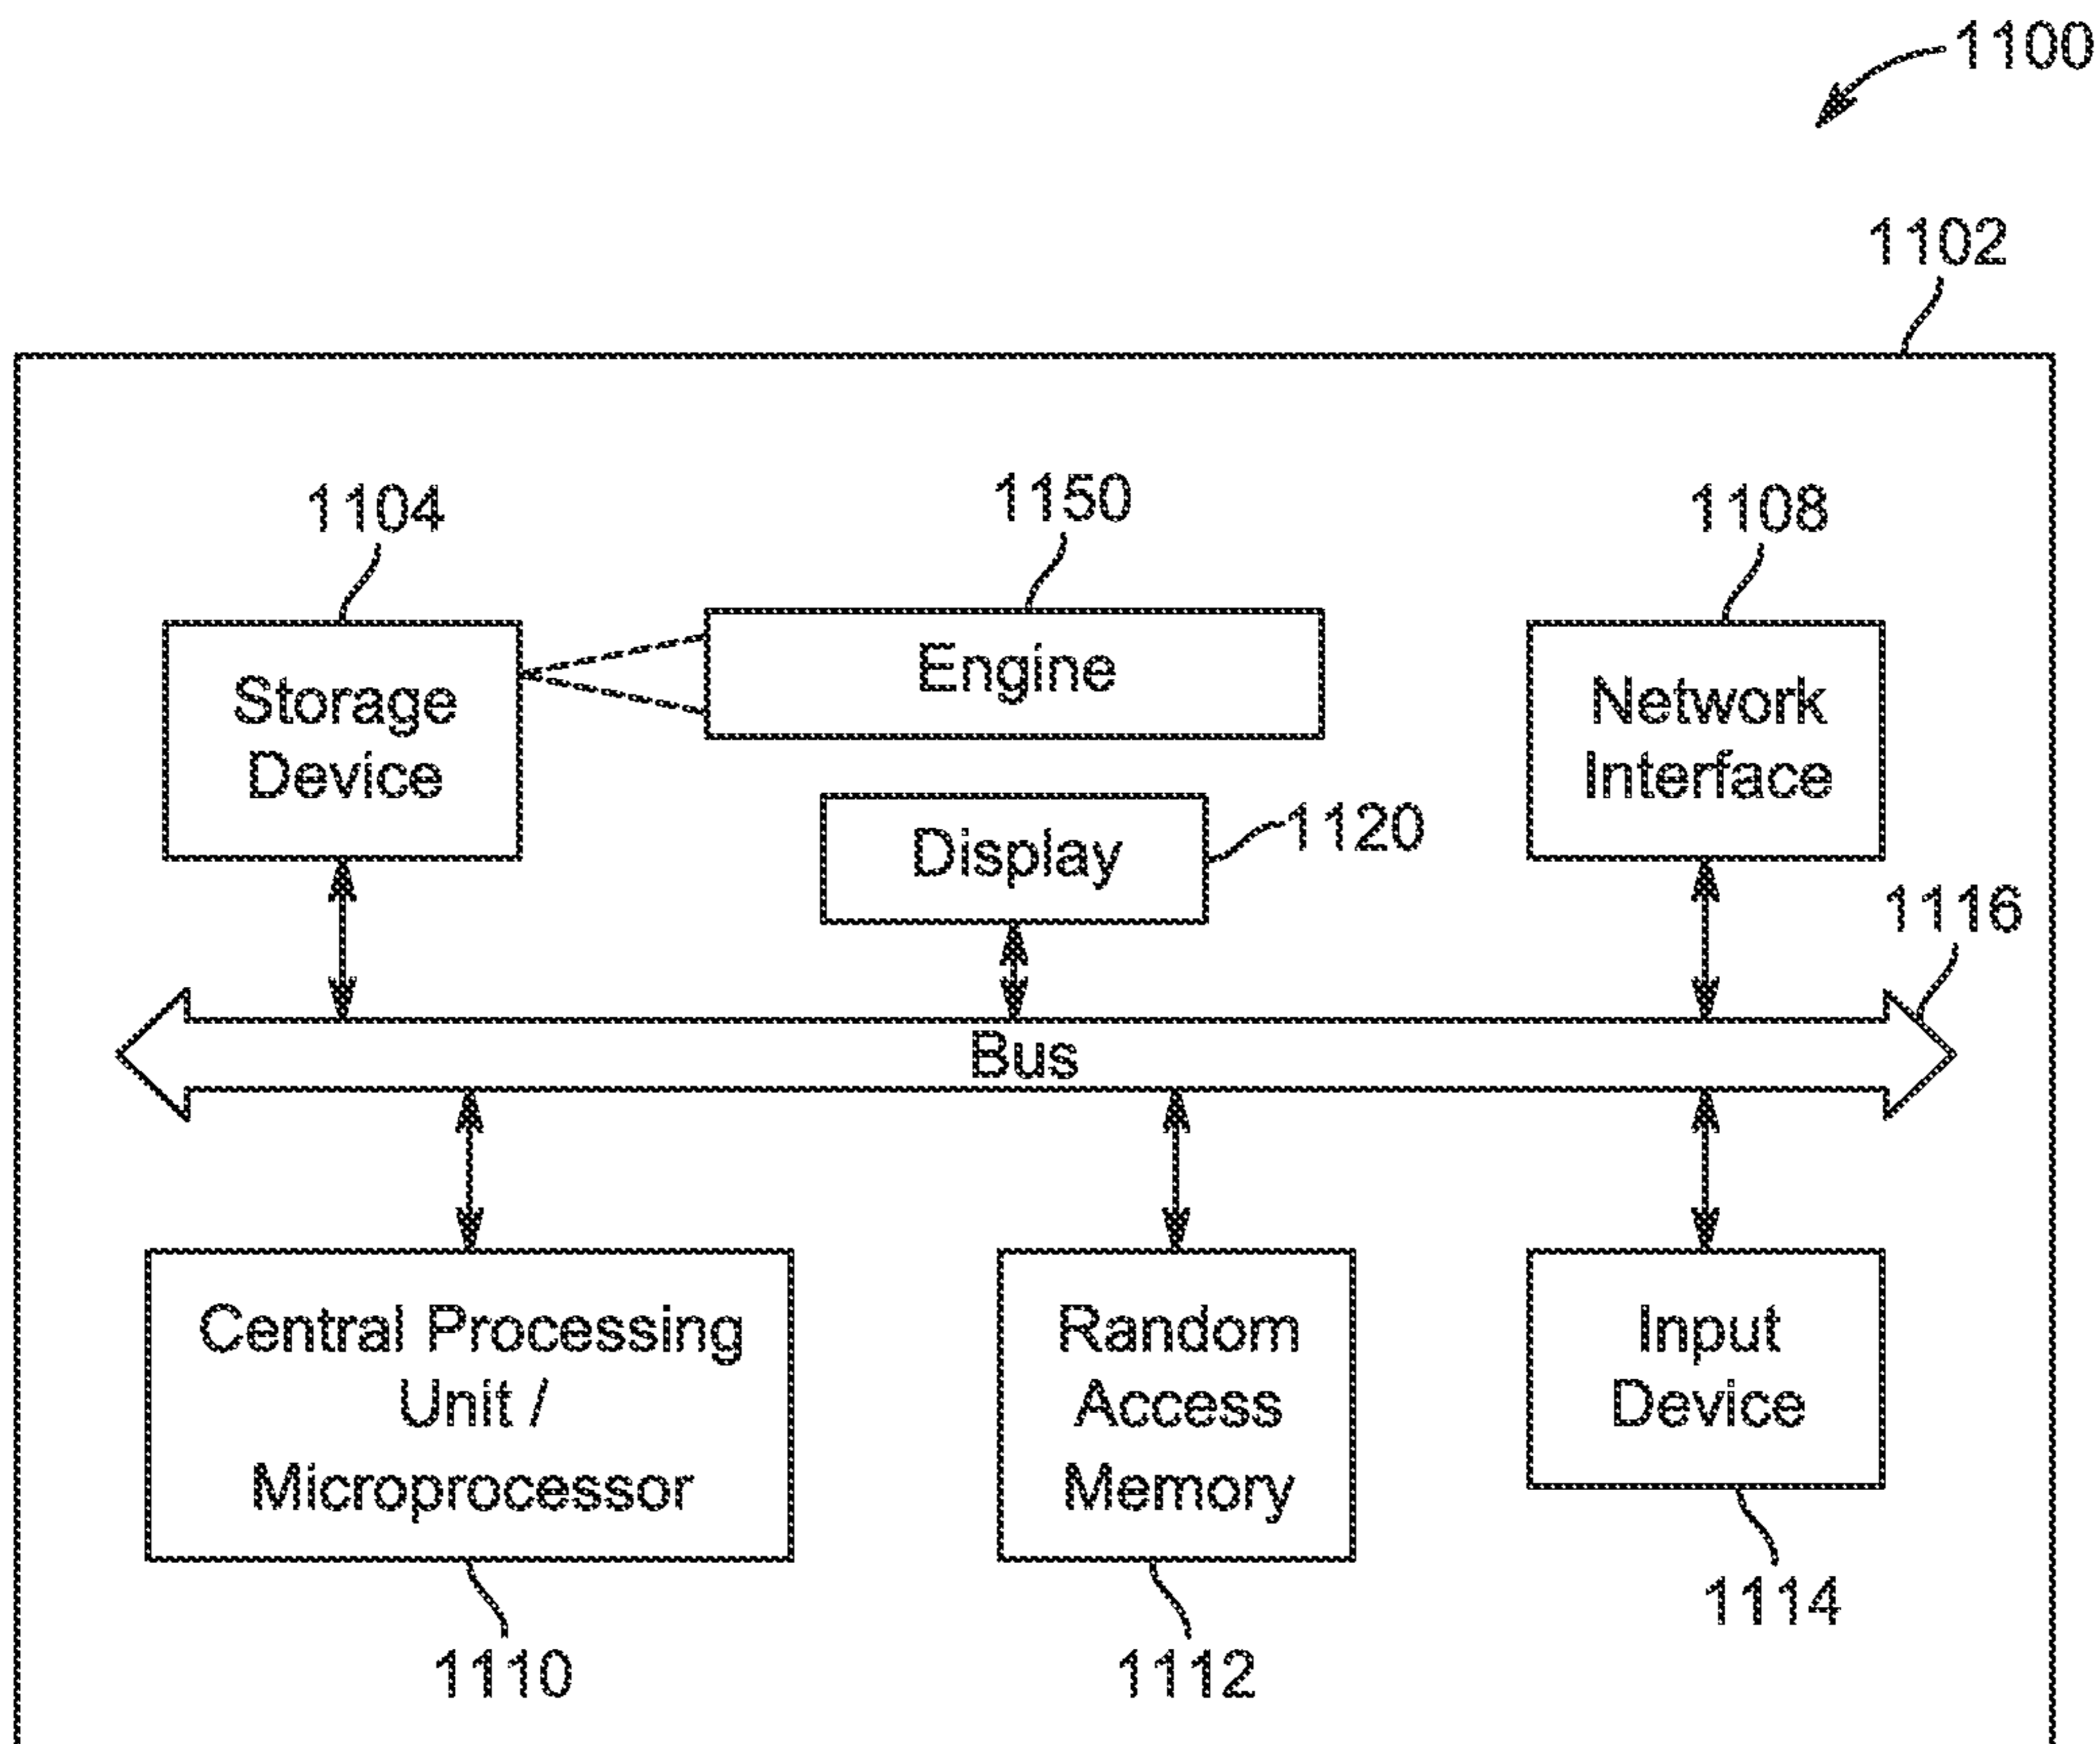 1100
1102
1104
1150
1108
Storage
Device
Engine
Network
Interface
Display
1120
1116
Bus
Central Processing
Unit /
Microprocessor
Random
Access
Memory
Input
Device
1110
1112
1114